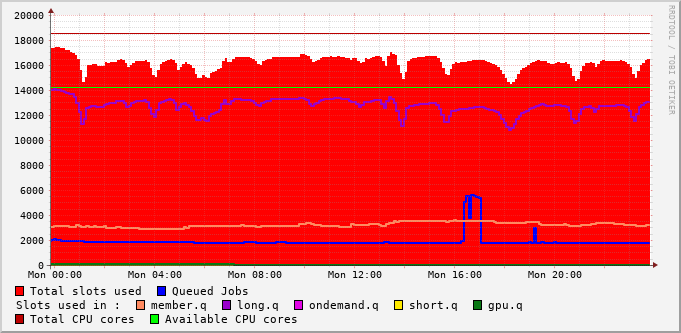 20000
18000
16000
14000
12000
10000
8000
6000
4000
2000
0
Mon 00:00 Mon 04:00 Mon 08:00 Mon 12:00 Mon 16:00 Mon 20:00
Total slots used Queued Jobs
Slots used in : member.q long.q ondemand.q short.q gpu.q
Total CPU cores Available CPU cores
RRDTOOL / TOBI OETIKER